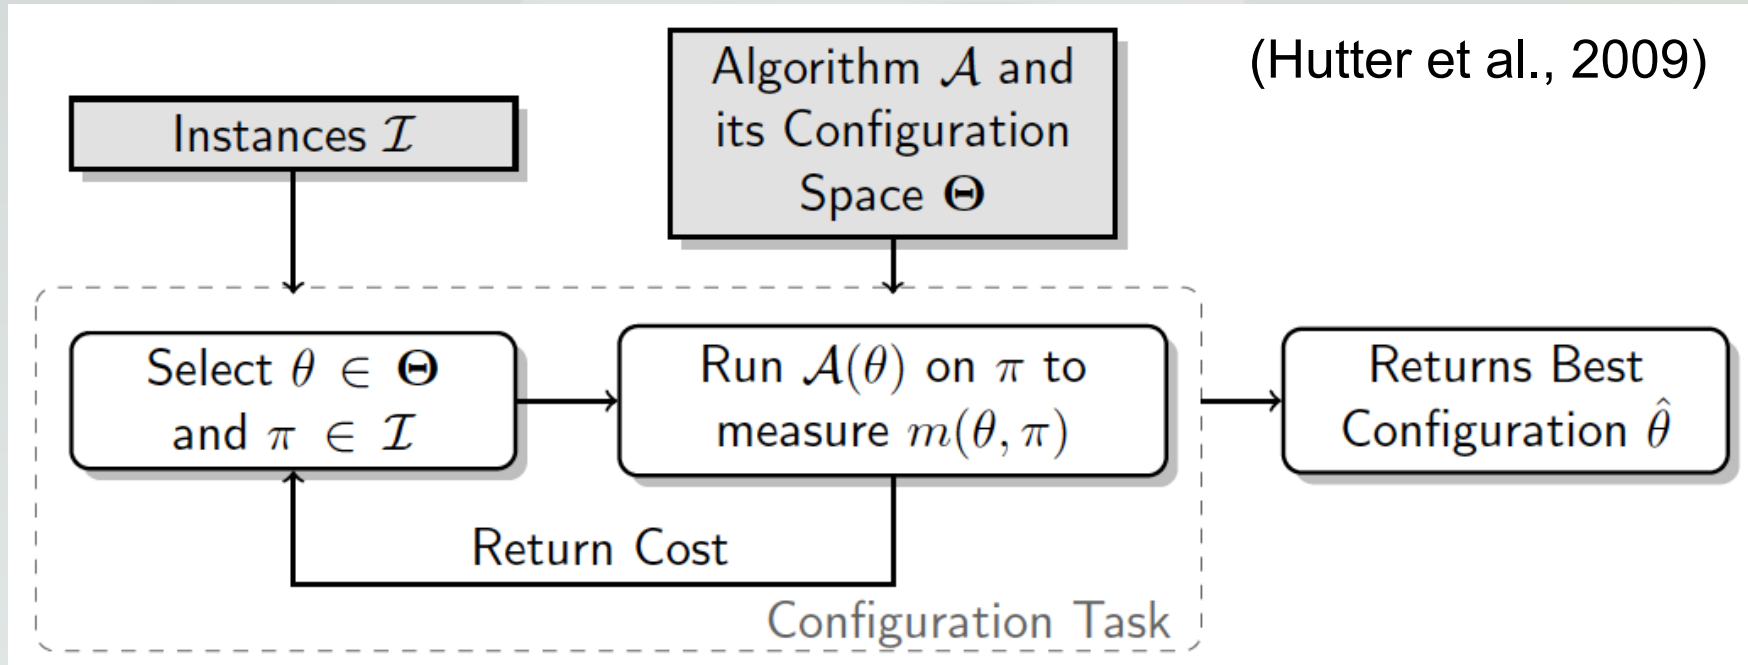 (Hutter et al., 2009)
Instances ℐ
Algorithm 𝒜 and
its Configuration
Space Θ
Select θ ∈ Θ
and π ∈ ℐ
Run 𝒜(θ) on π to
measure m(θ, π)
Returns Best
Configuration θ̂
Return Cost
Configuration Task